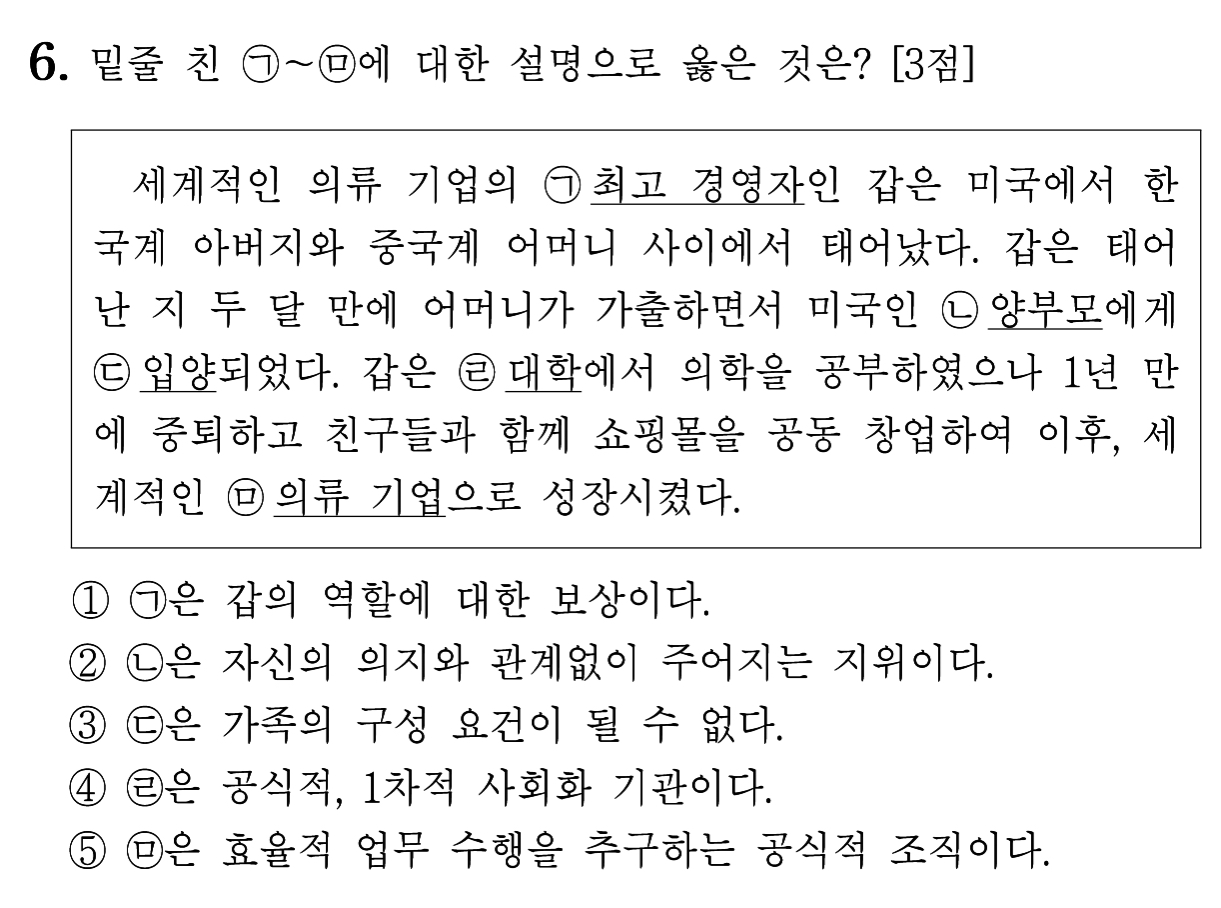 6. 밑줄 친 ㉠~㉤에 대한 설명으로 옳은 것은? [3점]
세계적인 의류 기업의 ㉠ 최고 경영자인 갑은 미국에서 한
국계 아버지와 중국계 어머니 사이에서 태어났다. 갑은 태어
난 지 두 달 만에 어머니가 가출하면서 미국인 ㉡ 양부모에게
㉢ 입양되었다. 갑은 ㉣ 대학에서 의학을 공부하였으나 1년 만
에 중퇴하고 친구들과 함께 쇼핑몰을 공동 창업하여 이후, 세
계적인 ㉤ 의류 기업으로 성장시켰다.
① ㉠은 갑의 역할에 대한 보상이다.
② ㉡은 자신의 의지와 관계없이 주어지는 지위이다.
③ ㉢은 가족의 구성 요건이 될 수 없다.
④ ㉣은 공식적, 1차적 사회화 기관이다.
⑤ ㉤은 효율적 업무 수행을 추구하는 공식적 조직이다.